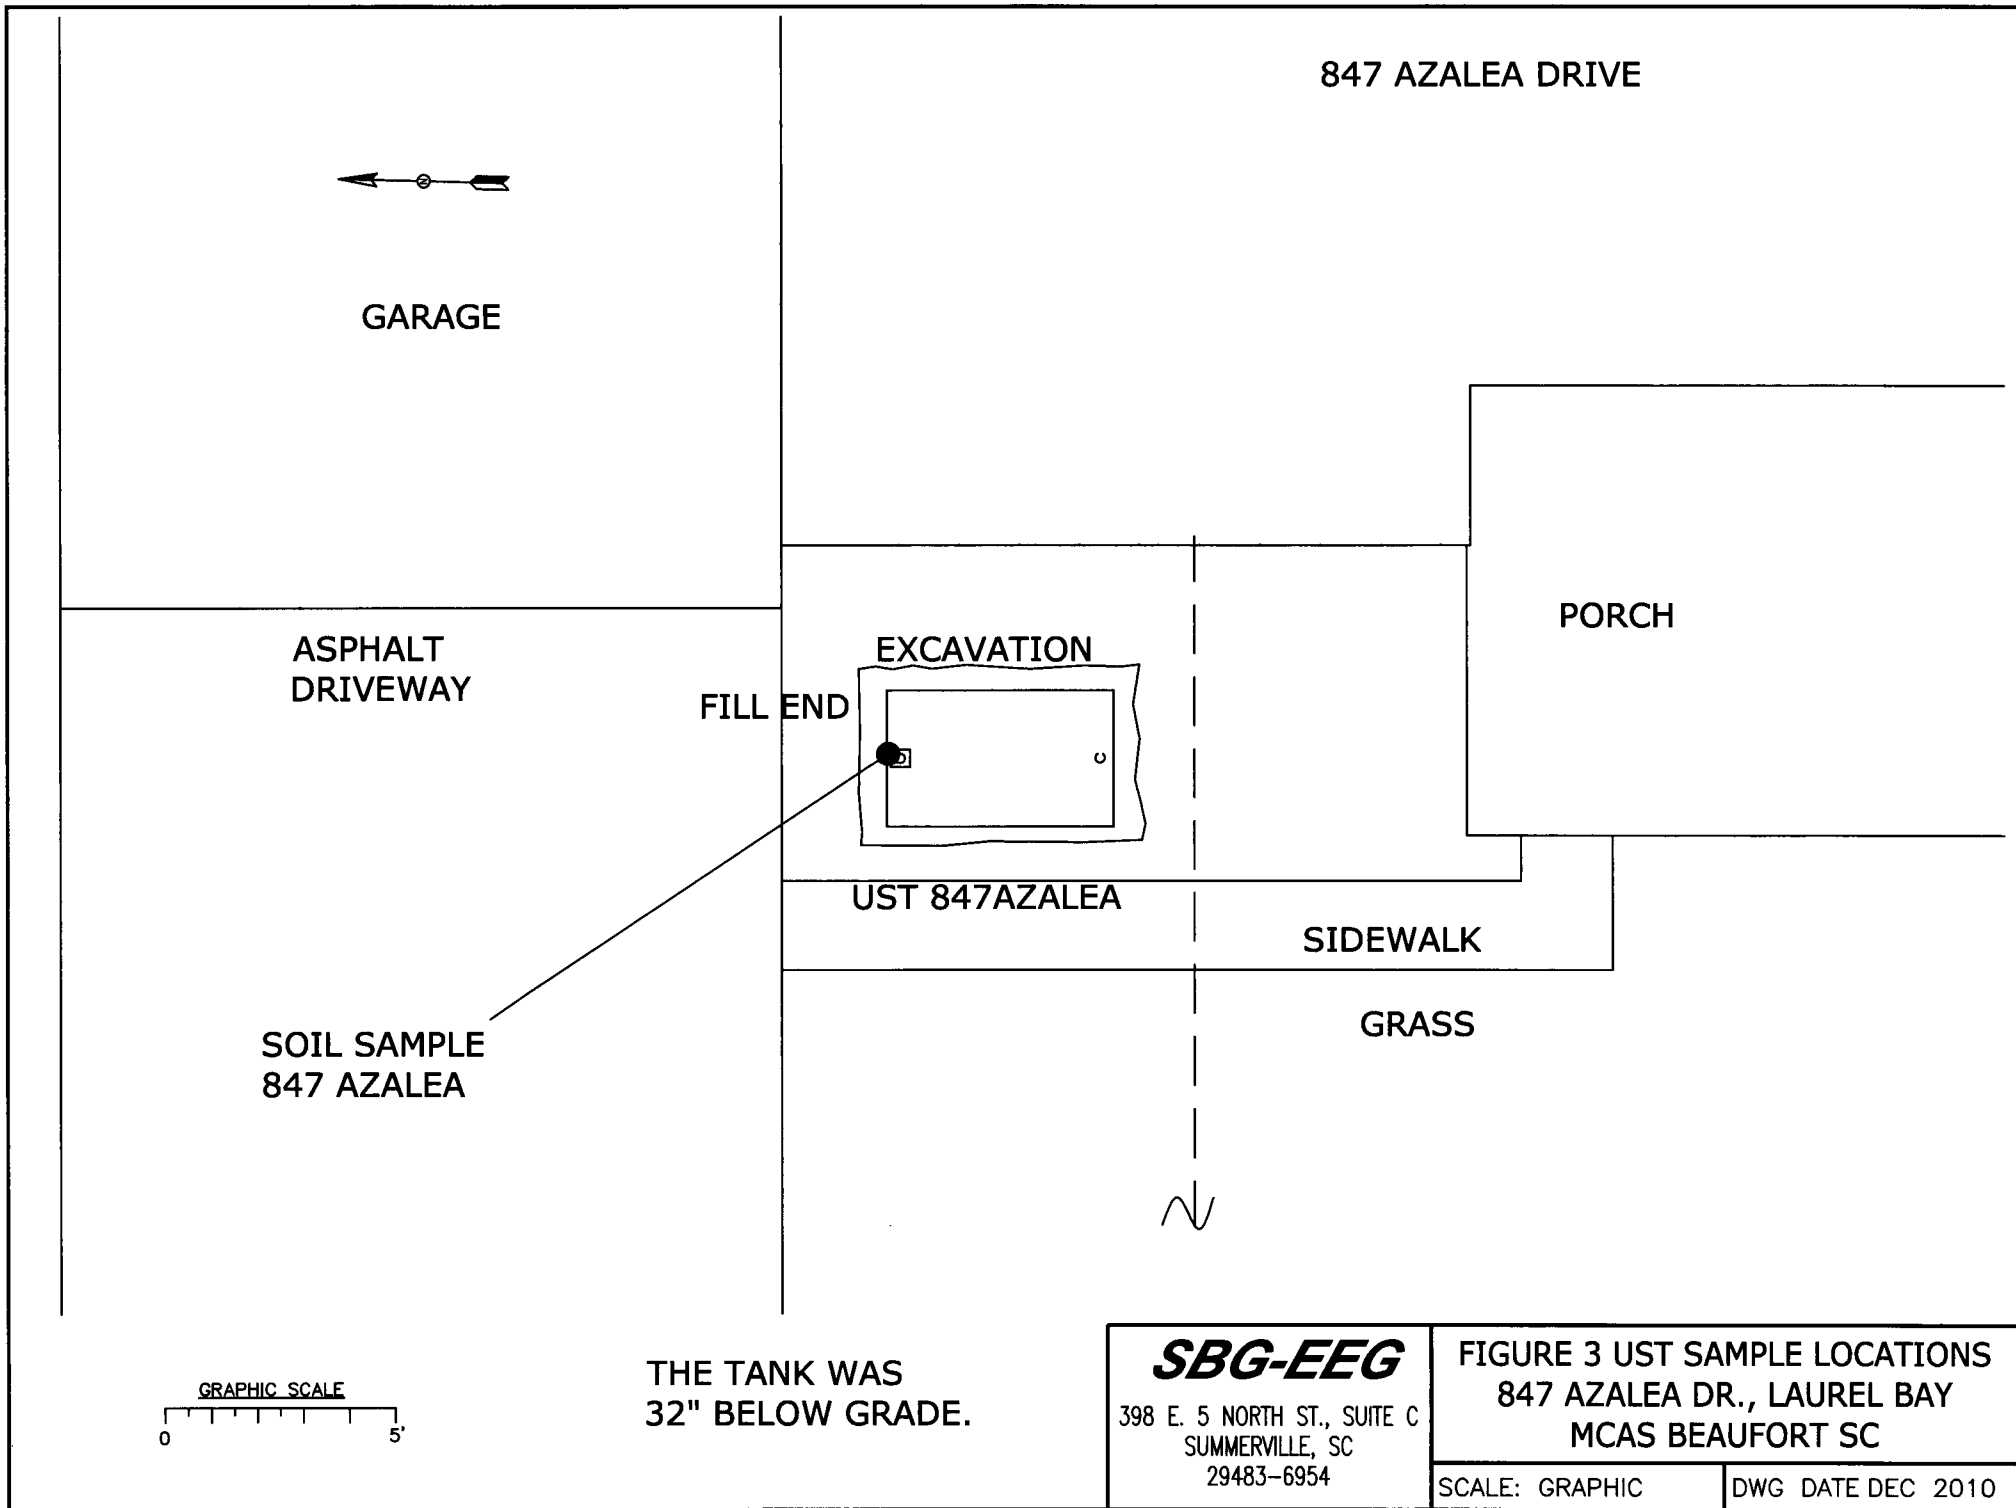 847 AZALEA DRIVE
N
GARAGE
ASPHALT
DRIVEWAY
EXCAVATION
FILL END
PORCH
C
UST 847AZALEA
SIDEWALK
GRASS
SOIL SAMPLE
847 AZALEA
GRAPHIC SCALE
0 5'
THE TANK WAS
32" BELOW GRADE.
SBG-EEG
398 E. 5 NORTH ST., SUITE C
SUMMERVILLE, SC
29483-6954
FIGURE 3 UST SAMPLE LOCATIONS
847 AZALEA DR., LAUREL BAY
MCAS BEAUFORT SC
SCALE: GRAPHIC
DWG DATE DEC 2010